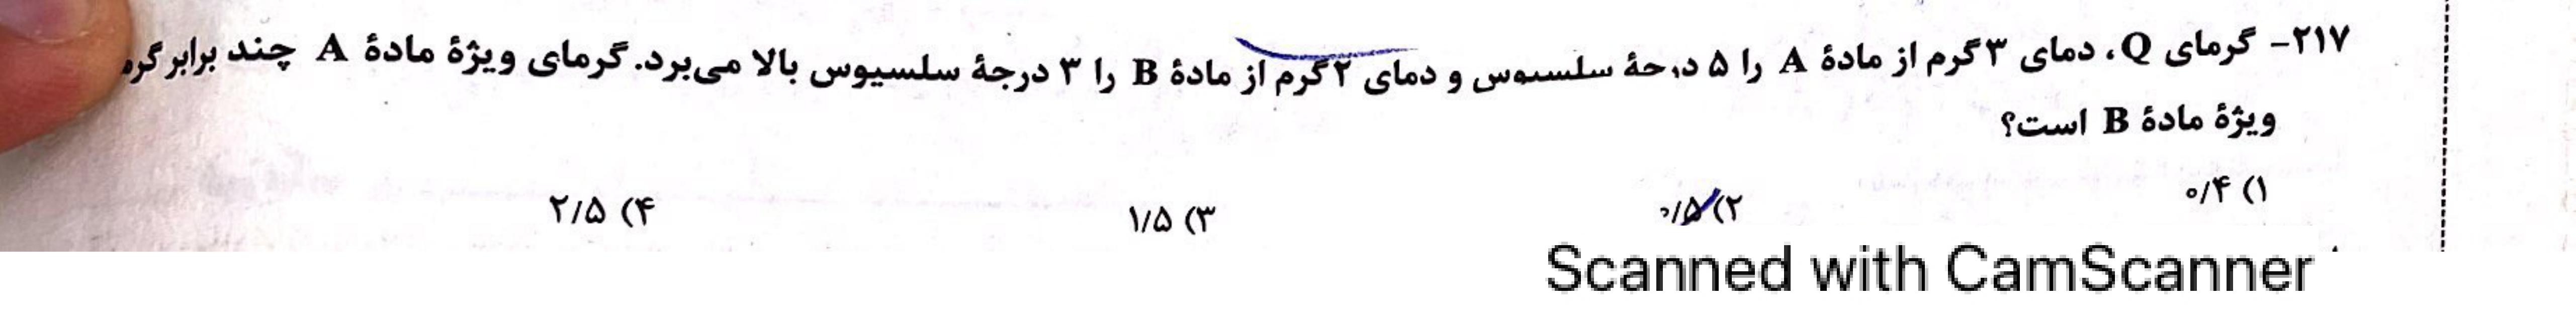 ۲۱۷- گرمای Q، دمای ۳ گرم از مادهٔ A را ۵ درجهٔ سلسیوس و دمای ۲ گرم از مادهٔ B را ۳ درجهٔ سلسیوس بالا می‌برد. گرمای ویژهٔ مادهٔ A چند برابر
ویژهٔ مادهٔ B است؟
۱) ۰/۴ ۲) ۰/۵ ۳) ۱/۵ ۴) ۲/۵
Scanned with CamScanner